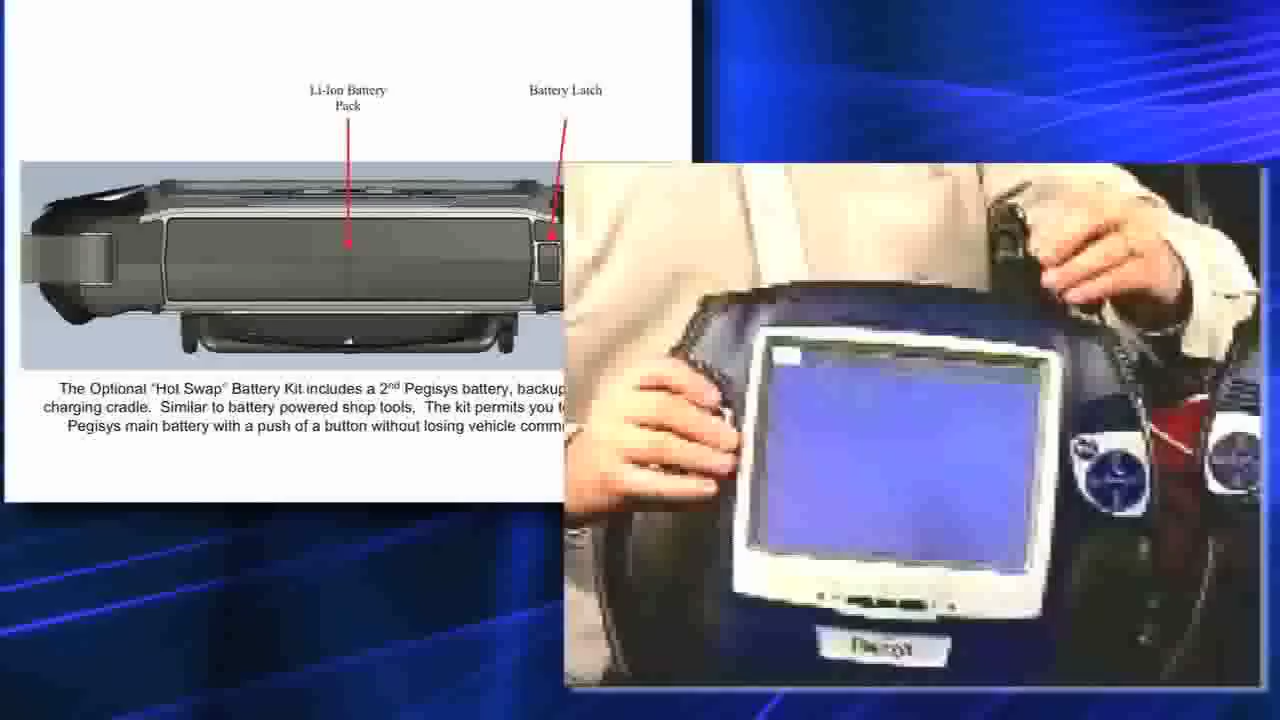 Li-Ion Battery
Pack
Battery Latch
The Optional "Hot Swap" Battery Kit includes a 2nd Pegisys battery, backup
charging cradle. Similar to battery powered shop tools, The kit permits you t
Pegisys main battery with a push of a button without losing vehicle comm